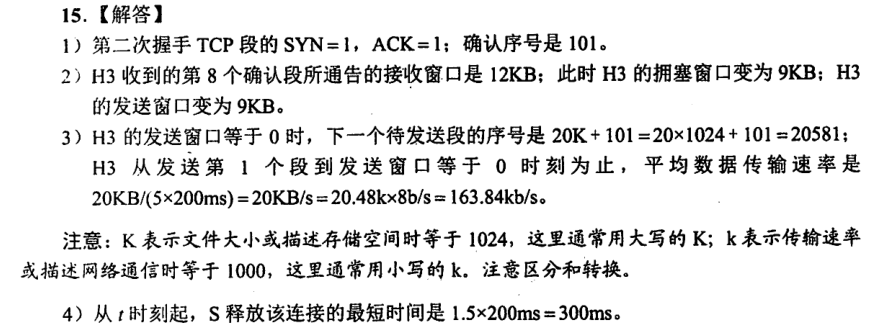 15.【解答】
1）第二次握手 TCP 段的 SYN=1，ACK=1；确认序号是 101。
2）H3 收到的第 8 个确认段所通告的接收窗口是 12KB；此时 H3 的拥塞窗口变为 9KB；H3
的发送窗口变为 9KB。
3）H3 的发送窗口等于 0 时，下一个待发送段的序号是 20K+101=20×1024+101=20581；
H3 从发送第 1 个段到发送窗口等于 0 时刻为止，平均数据传输速率是
20KB/(5×200ms)=20KB/s=20.48k×8b/s=163.84kb/s。
注意：K 表示文件大小或描述存储空间时等于 1024，这里通常用大写的 K；k 表示传输速率
或描述网络通信时等于 1000，这里通常用小写的 k。注意区分和转换。
4）从 t 时刻起，S 释放该连接的最短时间是 1.5×200ms=300ms。